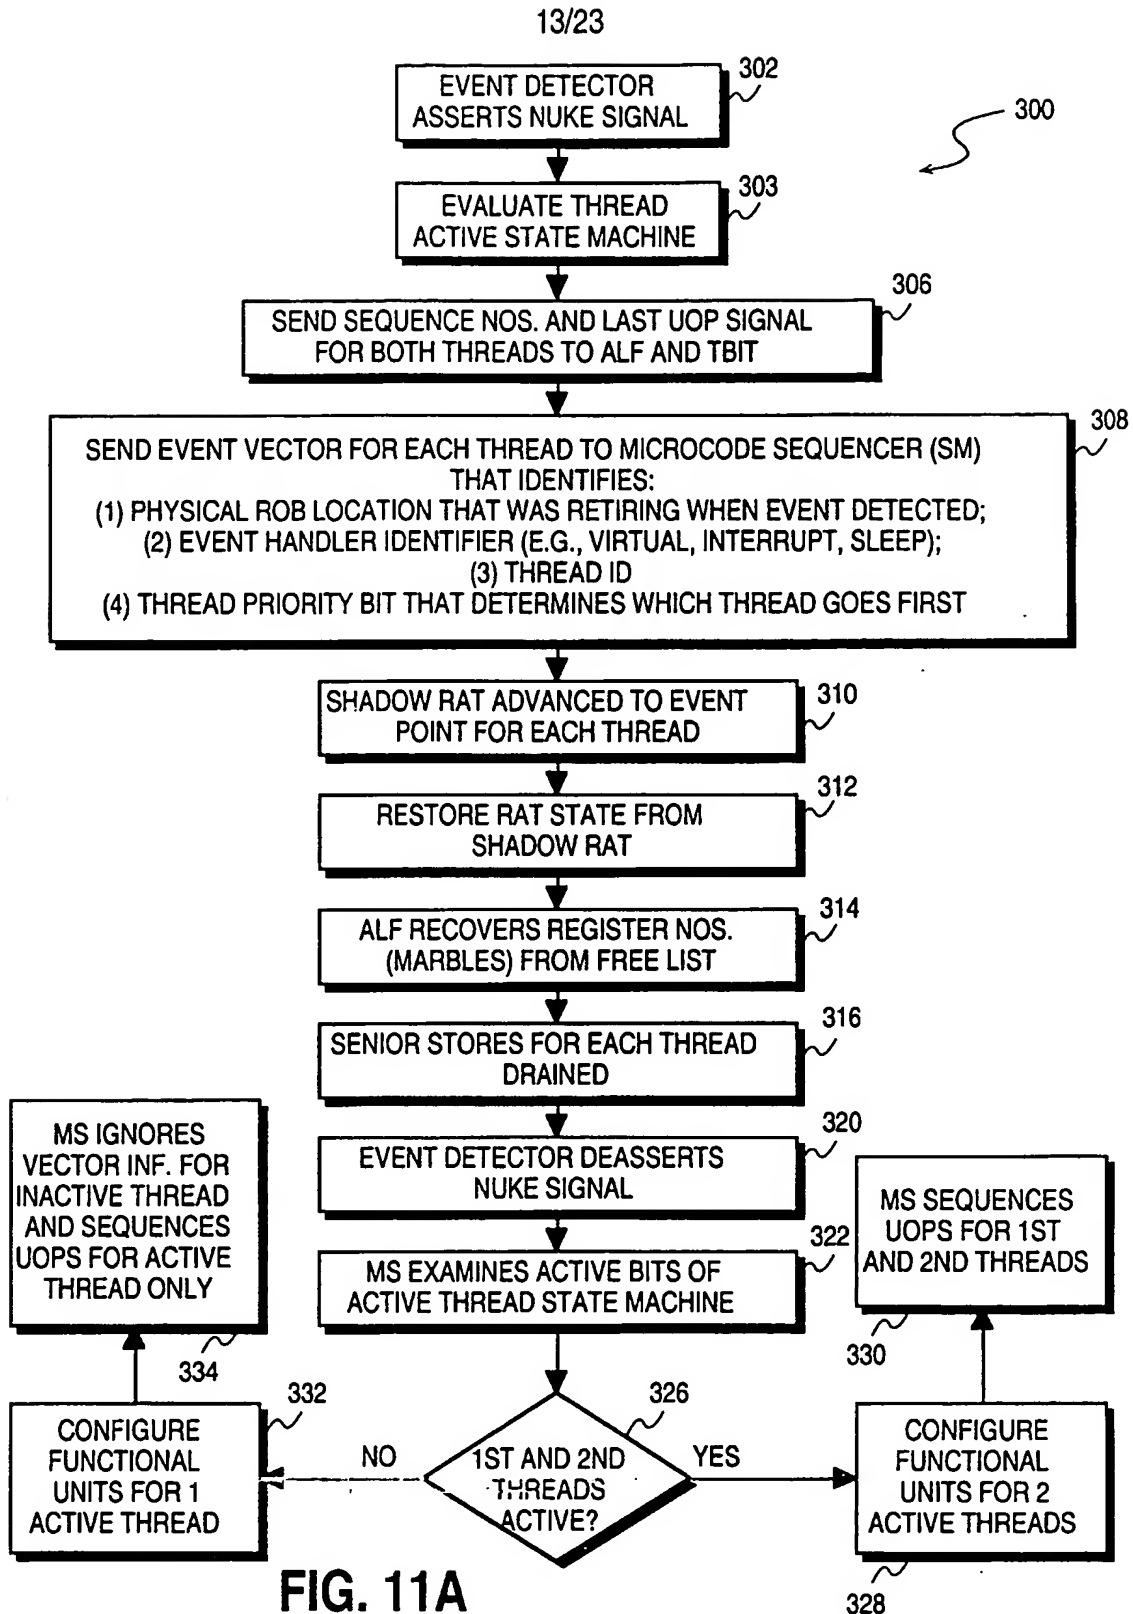 13/23
EVENT DETECTOR
ASSERTS NUKE SIGNAL
302
300
EVALUATE THREAD
ACTIVE STATE MACHINE
303
SEND SEQUENCE NOS. AND LAST UOP SIGNAL
FOR BOTH THREADS TO ALF AND TBIT
306
SEND EVENT VECTOR FOR EACH THREAD TO MICROCODE SEQUENCER (SM)
THAT IDENTIFIES:
(1) PHYSICAL ROB LOCATION THAT WAS RETIRING WHEN EVENT DETECTED;
(2) EVENT HANDLER IDENTIFIER (E.G., VIRTUAL, INTERRUPT, SLEEP);
(3) THREAD ID
(4) THREAD PRIORITY BIT THAT DETERMINES WHICH THREAD GOES FIRST
308
SHADOW RAT ADVANCED TO EVENT
POINT FOR EACH THREAD
310
RESTORE RAT STATE FROM
SHADOW RAT
312
ALF RECOVERS REGISTER NOS.
(MARBLES) FROM FREE LIST
314
SENIOR STORES FOR EACH THREAD
DRAINED
316
EVENT DETECTOR DEASSERTS
NUKE SIGNAL
320
MS EXAMINES ACTIVE BITS OF
ACTIVE THREAD STATE MACHINE
322
1ST AND 2ND
THREADS
ACTIVE?
326
NO
YES
CONFIGURE
FUNCTIONAL
UNITS FOR 1
ACTIVE THREAD
332
MS IGNORES
VECTOR INF. FOR
INACTIVE THREAD
AND SEQUENCES
UOPS FOR ACTIVE
THREAD ONLY
334
CONFIGURE
FUNCTIONAL
UNITS FOR 2
ACTIVE THREADS
328
MS SEQUENCES
UOPS FOR 1ST
AND 2ND THREADS
330
FIG. 11A